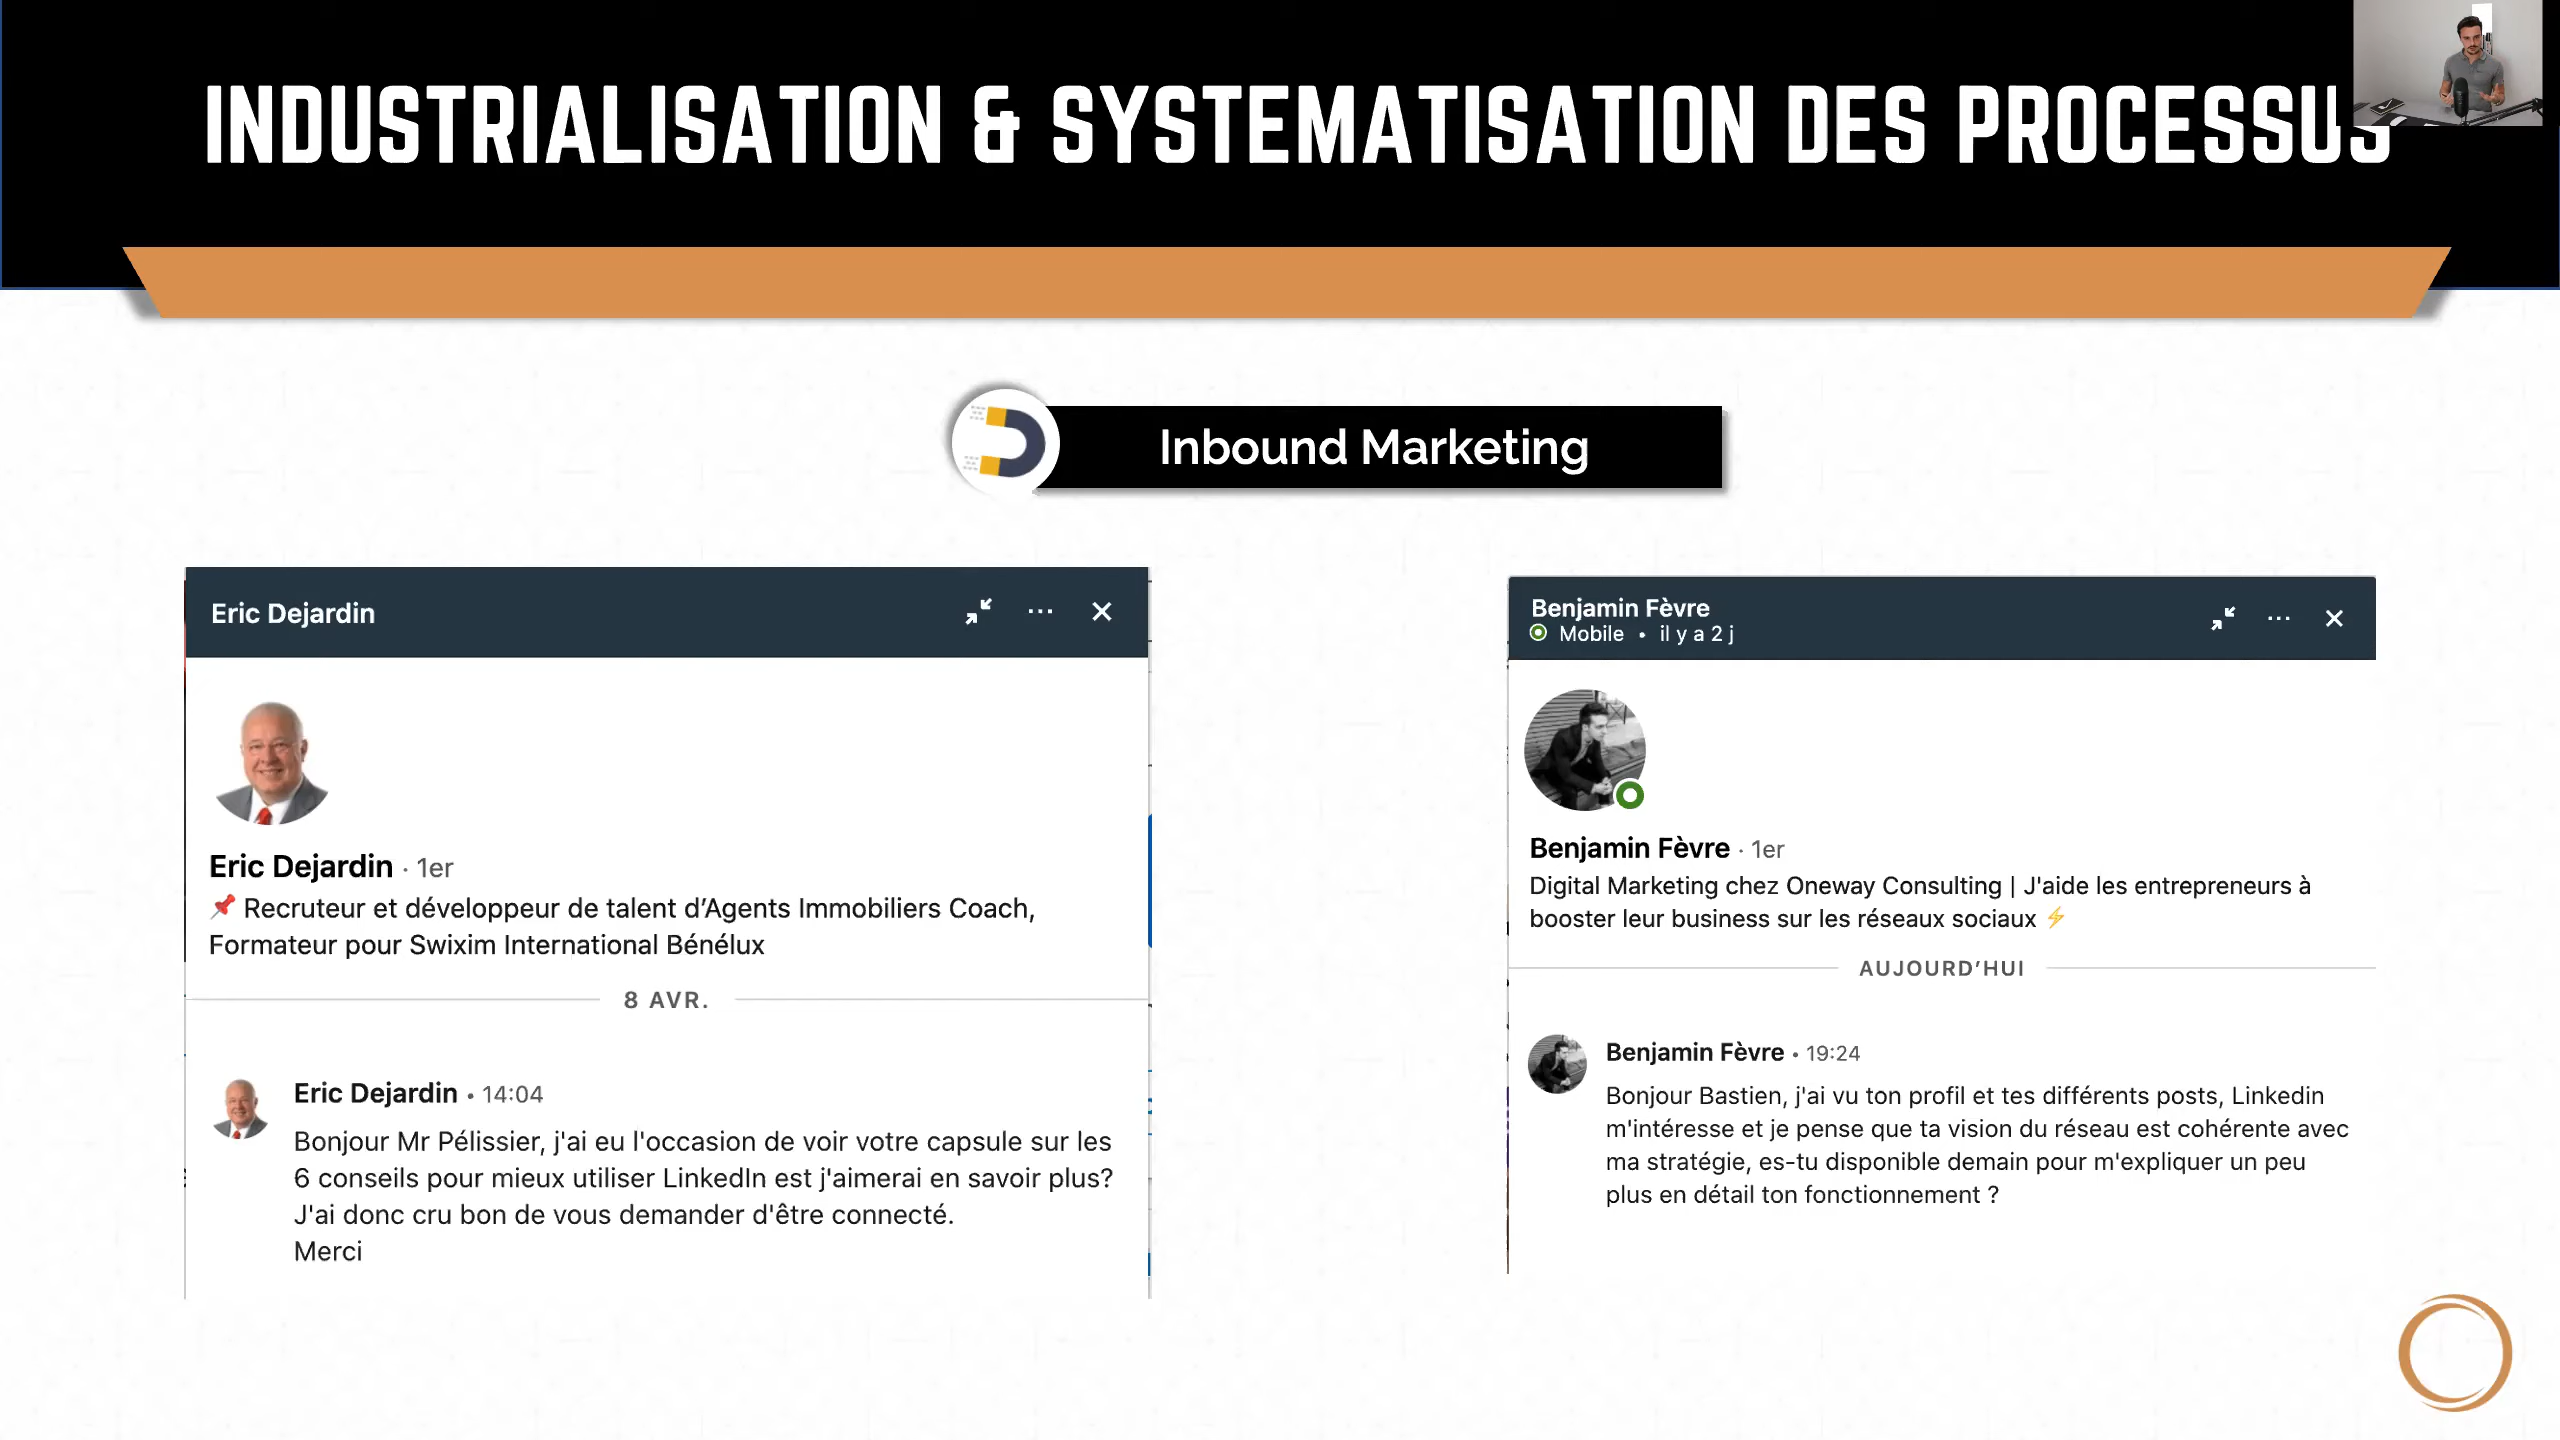 INDUSTRIALISATION & SYSTEMATISATION DES PROCESSUS
Inbound Marketing
Eric Dejardin
Eric Dejardin · 1er
📌 Recruteur et développeur de talent d’Agents Immobiliers Coach,
Formateur pour Swixim International Bénélux
8 AVR.
Eric Dejardin • 14:04
Bonjour Mr Pélissier, j'ai eu l'occasion de voir votre capsule sur les
6 conseils pour mieux utiliser LinkedIn est j'aimerai en savoir plus?
J'ai donc cru bon de vous demander d'être connecté.
Merci
Benjamin Fèvre
Mobile • il y a 2 j
Benjamin Fèvre · 1er
Digital Marketing chez Oneway Consulting | J'aide les entrepreneurs à
booster leur business sur les réseaux sociaux ⚡
AUJOURD’HUI
Benjamin Fèvre • 19:24
Bonjour Bastien, j'ai vu ton profil et tes différents posts, Linkedin
m'intéresse et je pense que ta vision du réseau est cohérente avec
ma stratégie, es-tu disponible demain pour m'expliquer un peu
plus en détail ton fonctionnement ?